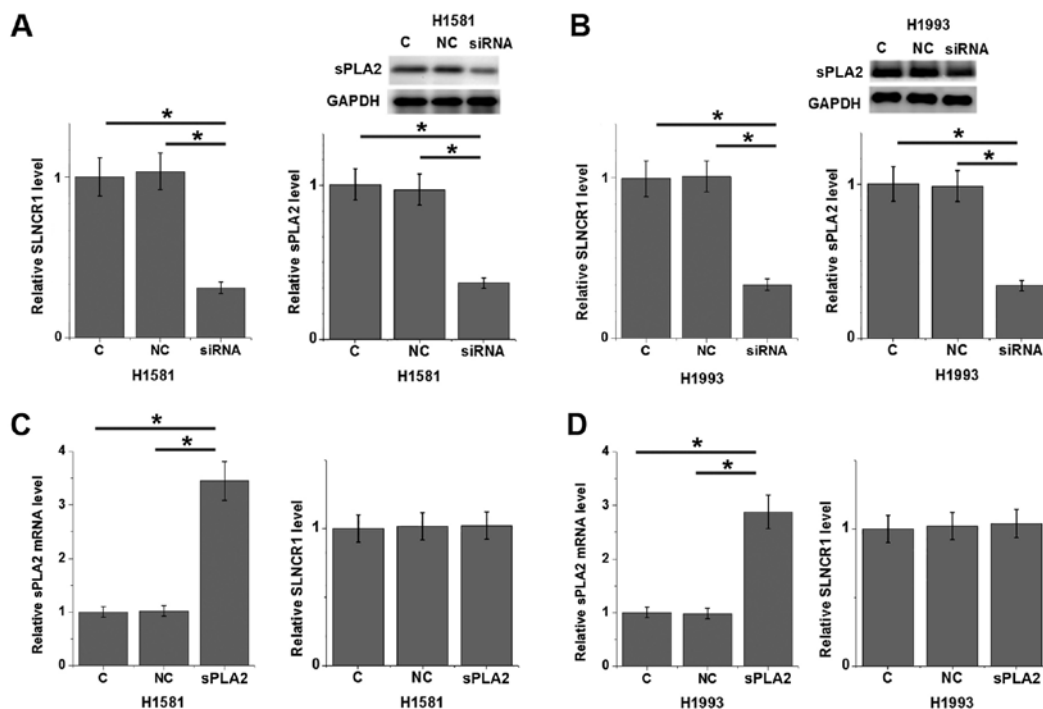 A
H1581
C NC siRNA
sPLA2
GAPDH
*
*
Relative SLNCR1 level
1
0
C NC siRNA
H1581
*
*
Relative sPLA2 level
1
0
C NC siRNA
H1581
B
H1993
C NC siRNA
sPLA2
GAPDH
*
*
Relative SLNCR1 level
1
0
C NC siRNA
H1993
*
*
Relative sPLA2 level
1
0
C NC siRNA
H1993
C
*
*
Relative sPLA2 mRNA level
4
3
2
1
0
C NC sPLA2
H1581
Relative SLNCR1 level
1
0
C NC sPLA2
H1581
D
*
*
Relative sPLA2 mRNA level
4
3
2
1
0
C NC sPLA2
H1993
Relative SLNCR1 level
1
0
C NC sPLA2
H1993